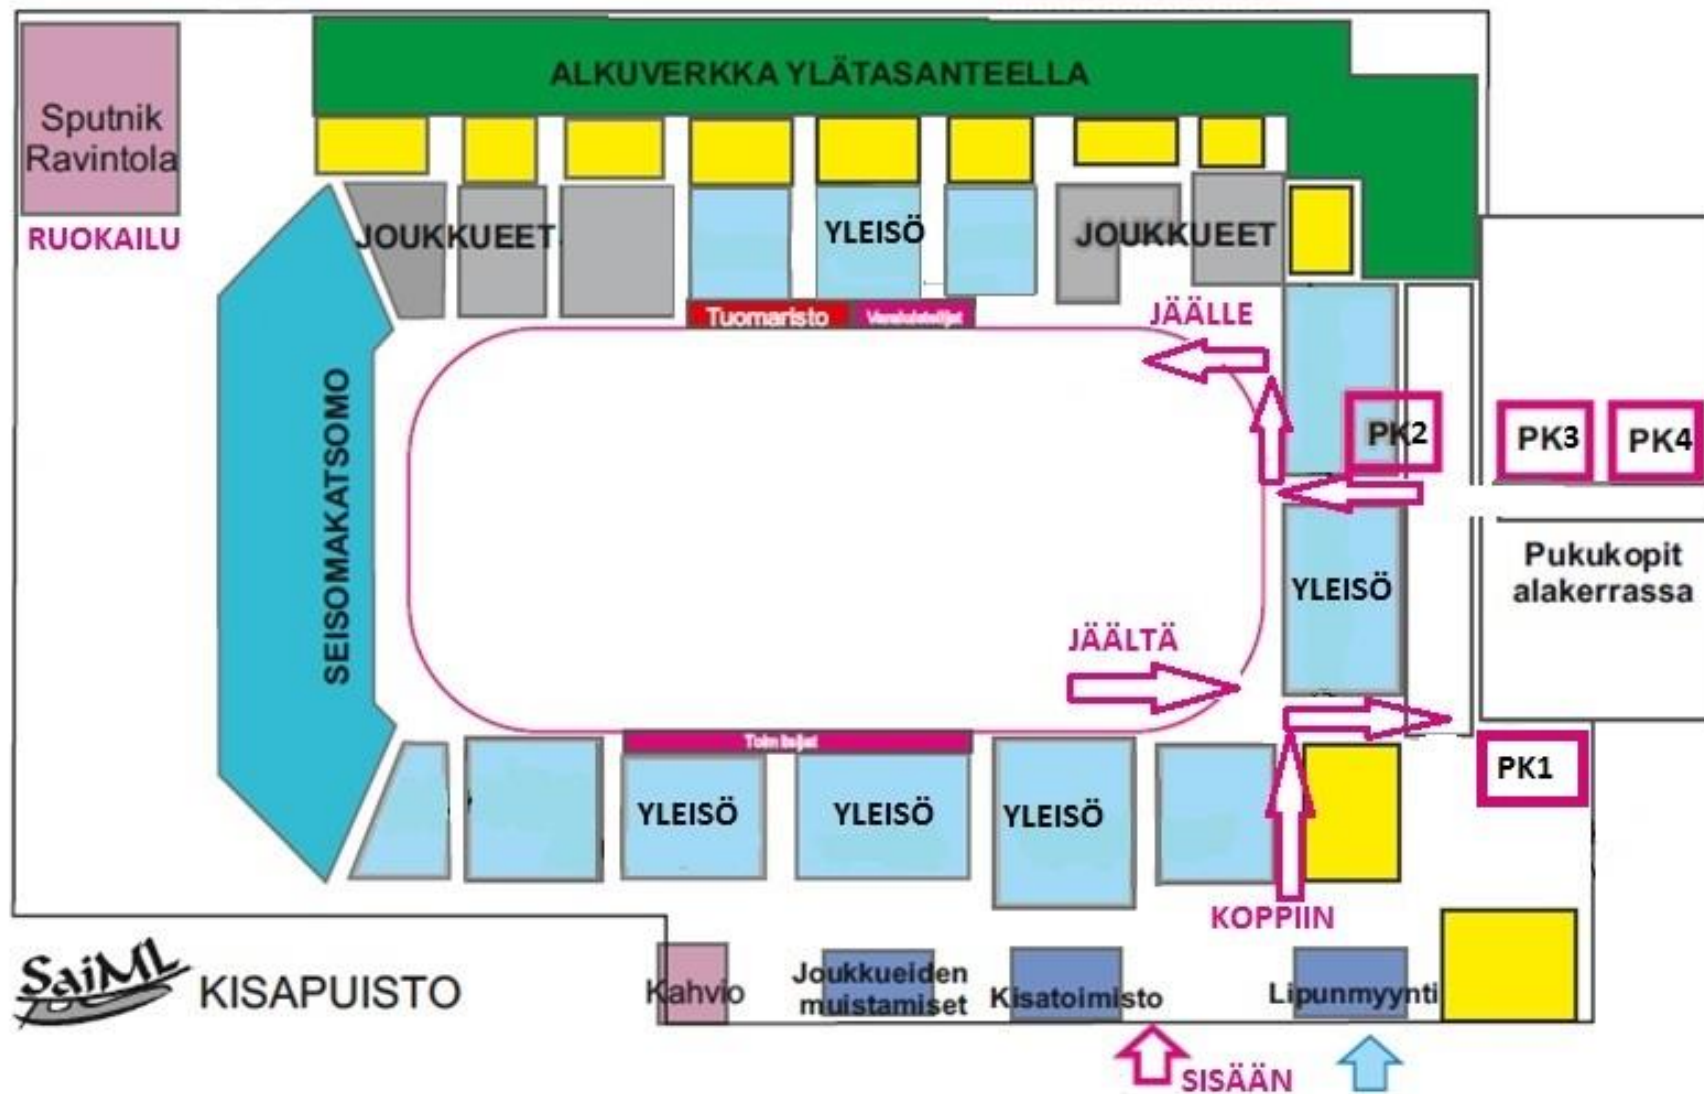 ALKUVERKKA YLÄTASANTEELLA
Sputnik
Ravintola
RUOKAILU
JOUKKUEET
YLEISÖ
JOUKKUEET
Tuomaristo
JÄÄLLE
SEISOMAKATSOMO
PK2
PK3
PK4
Pukukopit
alakerrassa
YLEISÖ
JÄÄLTÄ
Toimitsijat
PK1
YLEISÖ
YLEISÖ
YLEISÖ
KOPPIIN
SaiML
KISAPUISTO
Kahvio
Joukkueiden
muistamiset
Kisatoimisto
Lipunmyynti
SISÄÄN